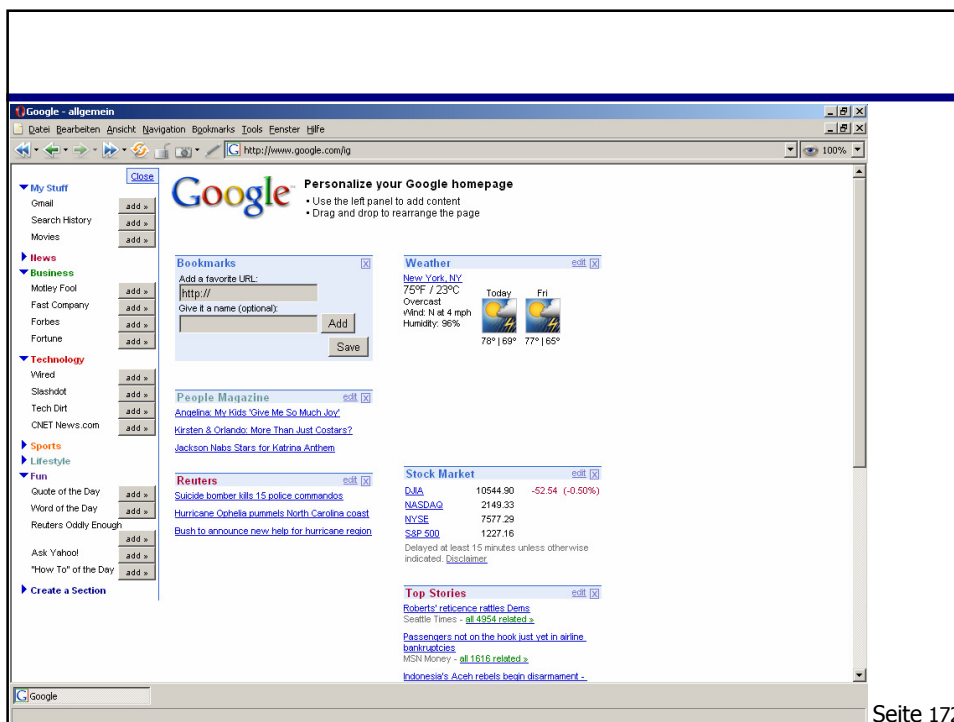 Google - allgemein
Datei Bearbeiten Ansicht Navigation Bookmarks Tools Fenster Hilfe
http://www.google.com/ig
100%
Close
My Stuff
Gmail add »
Search History add »
Movies add »
News
Business
Motley Fool add »
Fast Company add »
Forbes add »
Fortune add »
Technology
Wired add »
Slashdot add »
Tech Dirt add »
CNET News.com add »
Sports
Lifestyle
Fun
Quote of the Day add »
Word of the Day add »
Reuters Oddly Enough
add »
Ask Yahoo! add »
"How To" of the Day add »
Create a Section
Google™
Personalize your Google homepage
• Use the left panel to add content
• Drag and drop to rearrange the page
Bookmarks
Add a favorite URL:
http://
Give it a name (optional):
Add
Save
People Magazine edit
Angelina: My Kids 'Give Me So Much Joy'
Kirsten & Orlando: More Than Just Costars?
Jackson Nabs Stars for Katrina Anthem
Reuters edit
Suicide bomber kills 15 police commandos
Hurricane Ophelia pummels North Carolina coast
Bush to announce new help for hurricane region
Weather edit
New York, NY
75°F / 23°C
Overcast
Wind: N at 4 mph
Humidity: 96%
Today Fri
78° | 69° 77° | 65°
Stock Market edit
DJIA 10544.90 -52.54 (-0.50%)
NASDAQ 2149.33
NYSE 7577.29
S&P 500 1227.16
Delayed at least 15 minutes unless otherwise
indicated. Disclaimer
Top Stories edit
Roberts' reticence rattles Dems
Seattle Times - all 4954 related »
Passengers not on the hook just yet in airline
bankruptcies
MSN Money - all 1616 related »
Indonesia's Aceh rebels begin disarmament -
Google
Seite 172